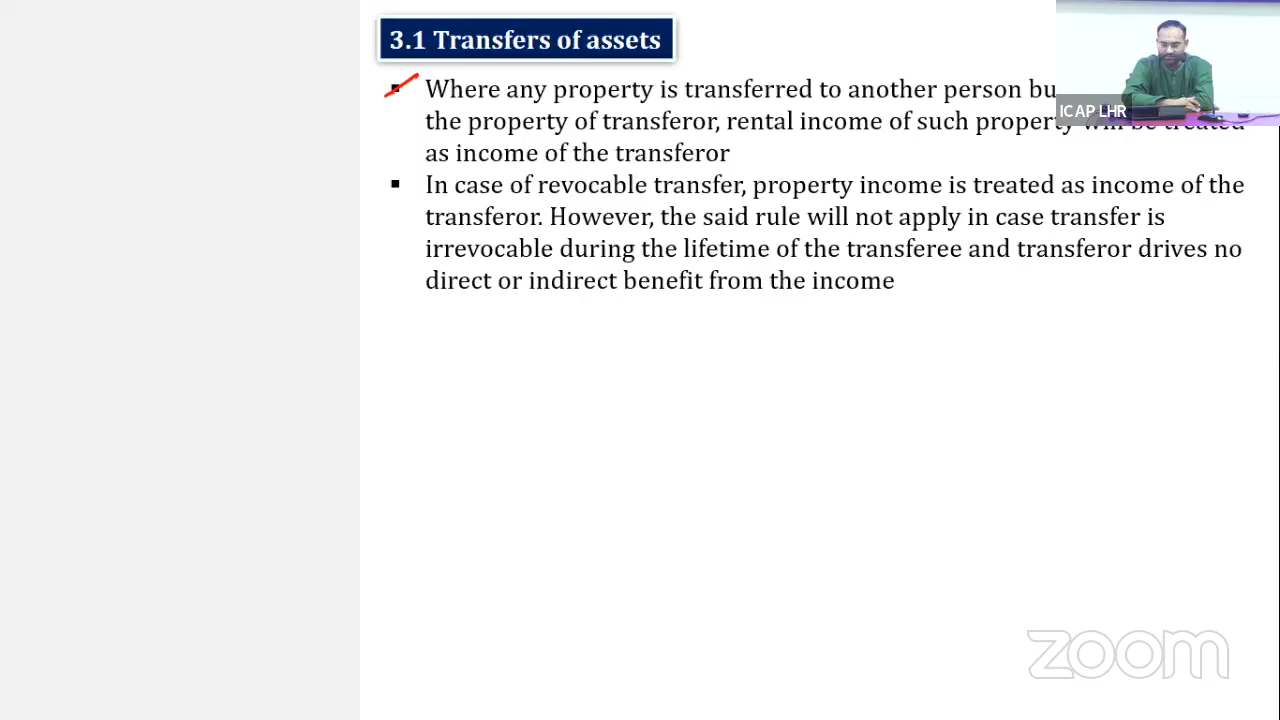 3.1 Transfers of assets
Where any property is transferred to another person bu
the property of transferor, rental income of such property will be treated
as income of the transferor
In case of revocable transfer, property income is treated as income of the
transferor. However, the said rule will not apply in case transfer is
irrevocable during the lifetime of the transferee and transferor drives no
direct or indirect benefit from the income
ICAP LHR
zoom